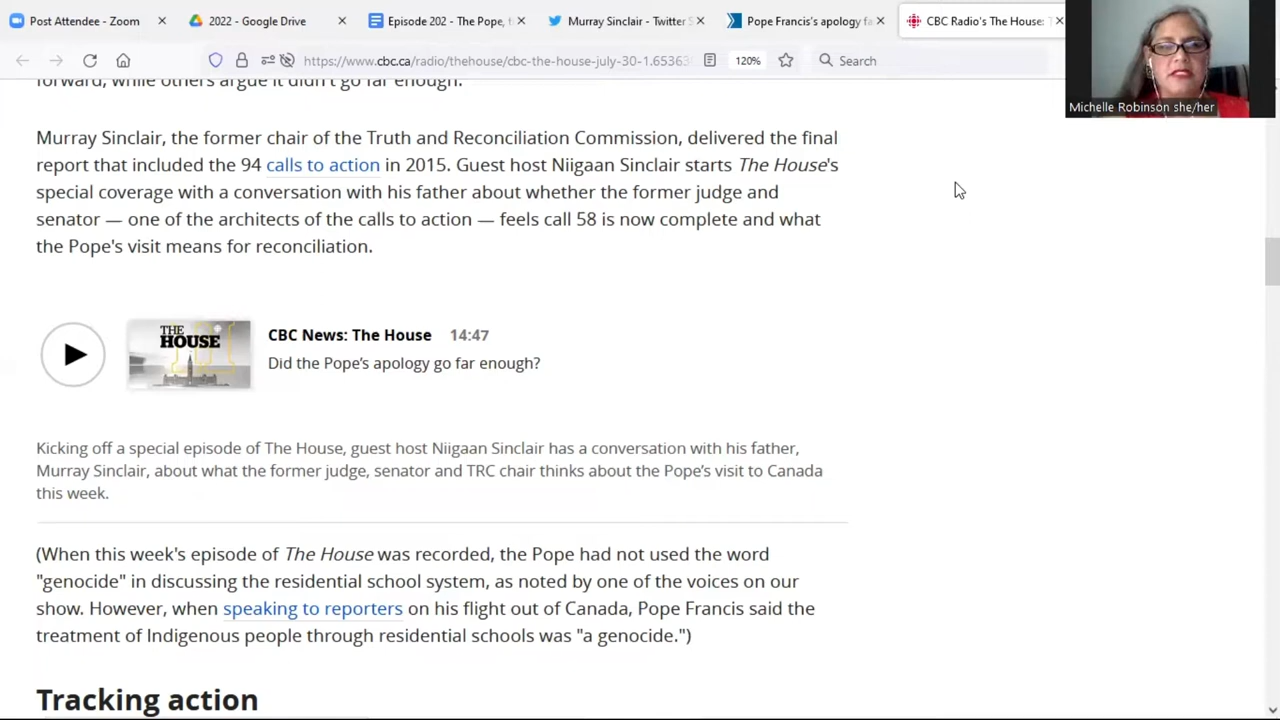 Post Attendee - Zoom
2022 - Google Drive
Episode 202 - The Pope, t
Murray Sinclair - Twitter S
Pope Francis's apology fa
CBC Radio's The House: T
https://www.cbc.ca/radio/thehouse/cbc-the-house-july-30-1.65363
120%
Search
Michelle Robinson she/her
forward, while others argue it didn't go far enough.
Murray Sinclair, the former chair of the Truth and Reconciliation Commission, delivered the final
report that included the 94 calls to action in 2015. Guest host Niigaan Sinclair starts The House's
special coverage with a conversation with his father about whether the former judge and
senator — one of the architects of the calls to action — feels call 58 is now complete and what
the Pope's visit means for reconciliation.
THE
HOUSE
CBC News: The House 14:47
Did the Pope's apology go far enough?
Kicking off a special episode of The House, guest host Niigaan Sinclair has a conversation with his father,
Murray Sinclair, about what the former judge, senator and TRC chair thinks about the Pope's visit to Canada
this week.
(When this week's episode of The House was recorded, the Pope had not used the word
"genocide" in discussing the residential school system, as noted by one of the voices on our
show. However, when speaking to reporters on his flight out of Canada, Pope Francis said the
treatment of Indigenous people through residential schools was "a genocide.")
Tracking action